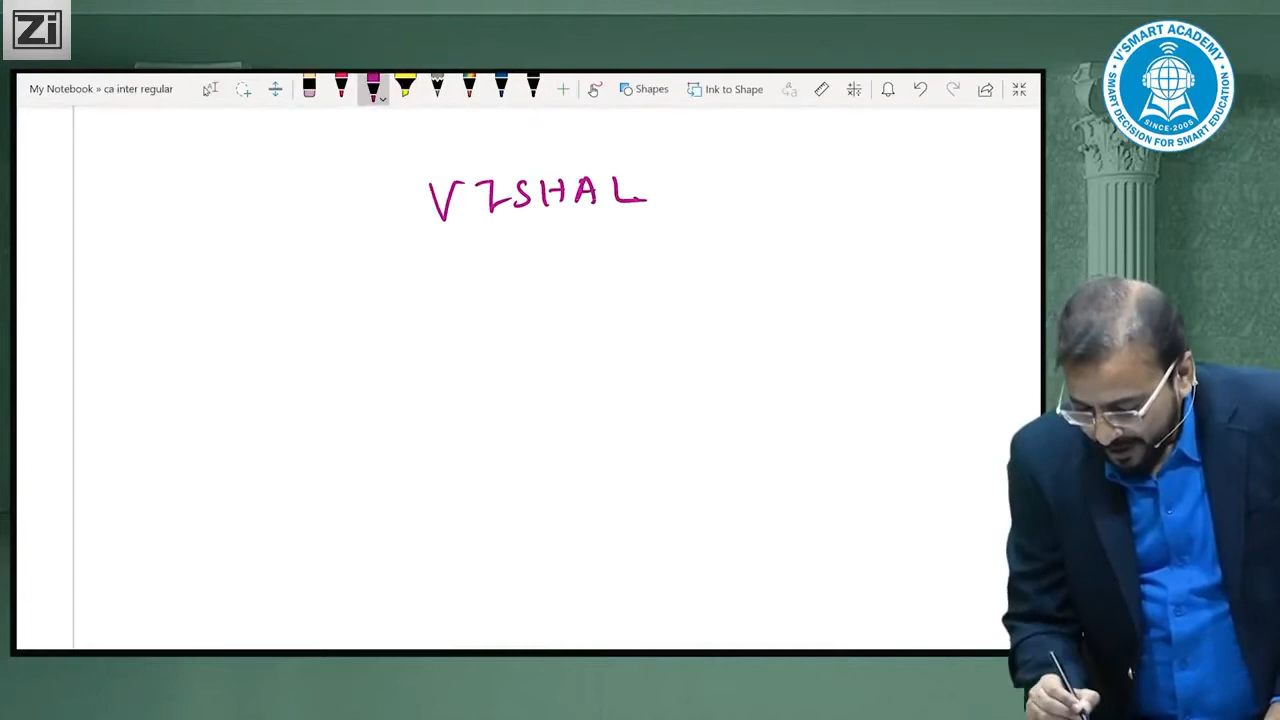 Zi
V'SMART ACADEMY
SINCE-2005
SMART DECISION FOR SMART EDUCATION
My Notebook » ca inter regular
Shapes
Ink to Shape
VISHAL